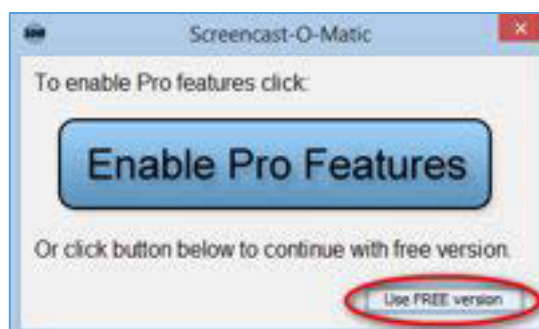 Screencast-O-Matic
To enable Pro features click:
Enable Pro Features
Or click button below to continue with free version.
Use FREE version